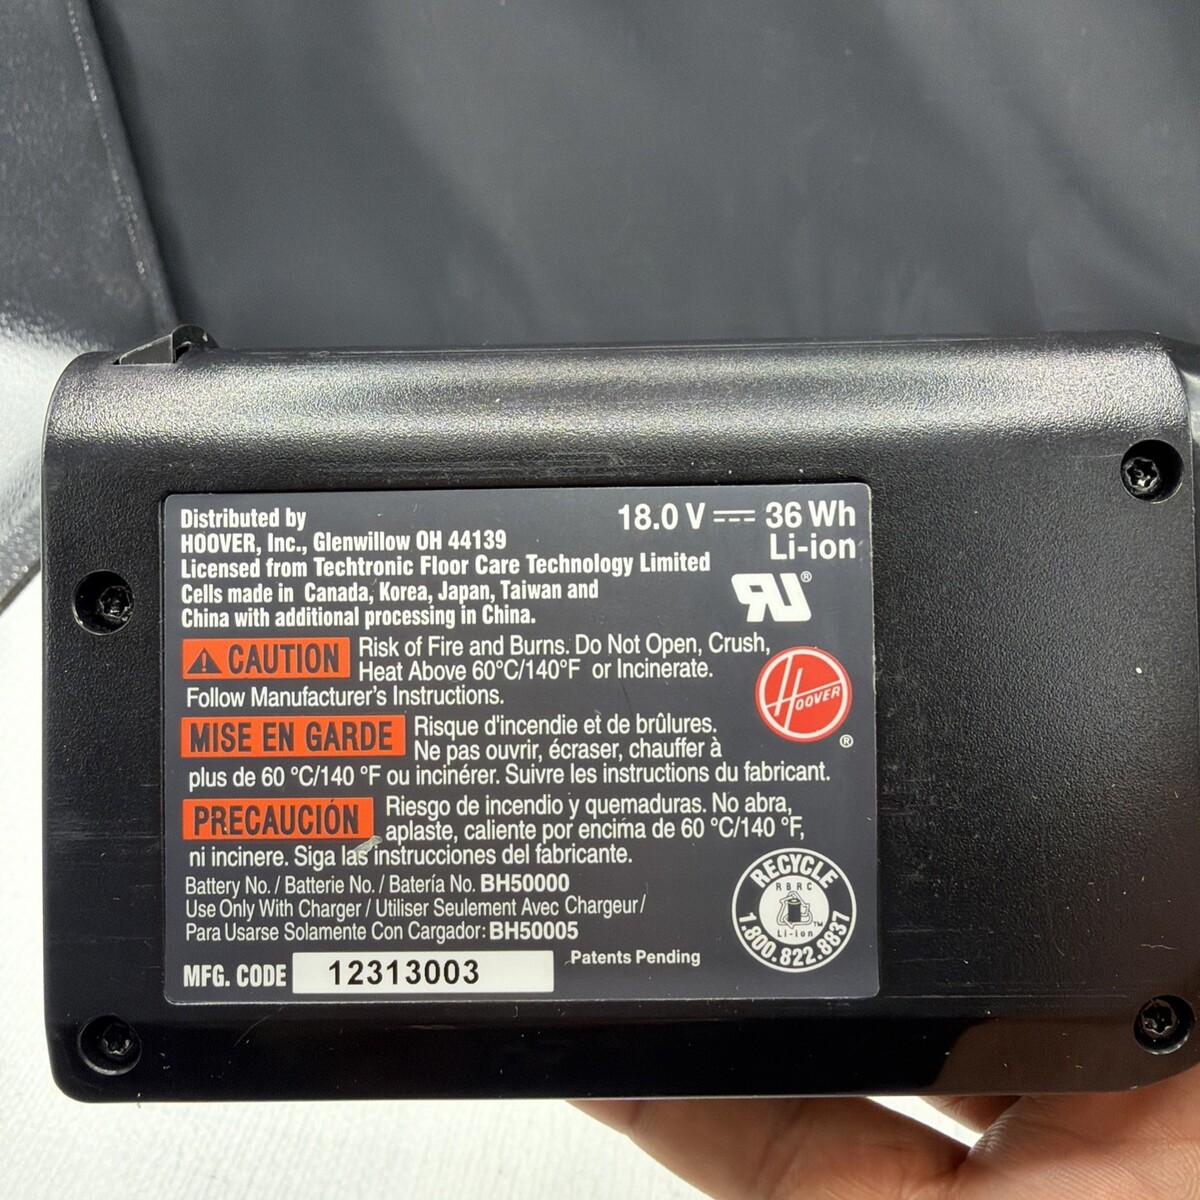 Distributed by
HOOVER, Inc., Glenwillow OH 44139
Licensed from Techtronic Floor Care Technology Limited
Cells made in Canada, Korea, Japan, Taiwan and
China with additional processing in China.
18.0 V ⎓ 36 Wh
Li-ion
RU®
⚠ CAUTION Risk of Fire and Burns. Do Not Open, Crush,
Heat Above 60°C/140°F or Incinerate.
Follow Manufacturer's Instructions.
HOOVER
®
MISE EN GARDE Risque d'incendie et de brûlures.
Ne pas ouvrir, écraser, chauffer à
plus de 60 °C/140 °F ou incinérer. Suivre les instructions du fabricant.
PRECAUCIÓN Riesgo de incendio y quemaduras. No abra,
aplaste, caliente por encima de 60 °C/140 °F,
ni incinere. Siga las instrucciones del fabricante.
Battery No. / Batterie No. / Batería No. BH50000
Use Only With Charger / Utiliser Seulement Avec Chargeur /
Para Usarse Solamente Con Cargador: BH50005
RECYCLE
RBRC
TM
Li-ion
1.800.822.8837
MFG. CODE 12313003
Patents Pending